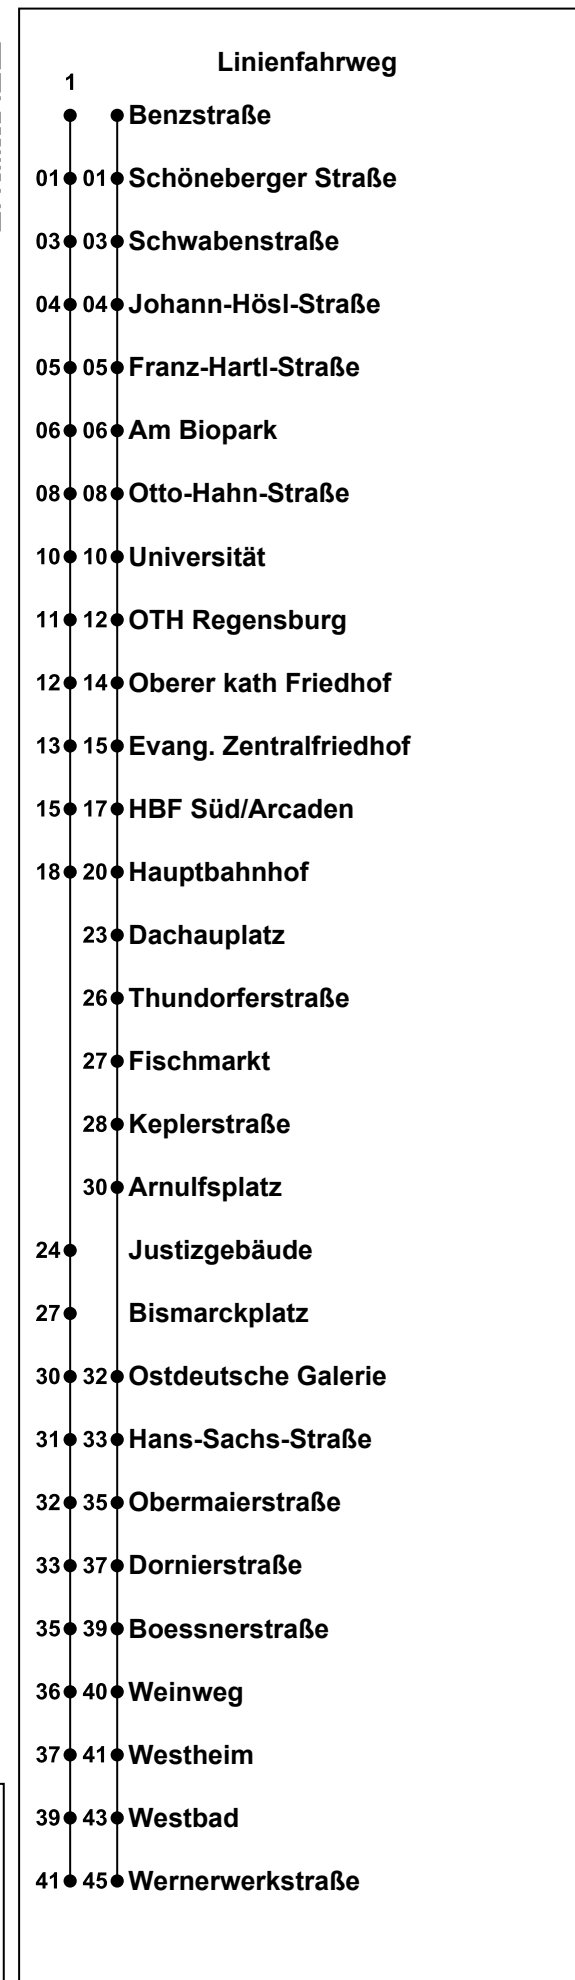 Linienfahrweg
1
Benzstraße
01 01 Schöneberger Straße
03 03 Schwabenstraße
04 04 Johann-Hösl-Straße
05 05 Franz-Hartl-Straße
06 06 Am Biopark
08 08 Otto-Hahn-Straße
10 10 Universität
11 12 OTH Regensburg
12 14 Oberer kath Friedhof
13 15 Evang. Zentralfriedhof
15 17 HBF Süd/Arcaden
18 20 Hauptbahnhof
23 Dachauplatz
26 Thundorferstraße
27 Fischmarkt
28 Keplerstraße
30 Arnulfsplatz
24 Justizgebäude
27 Bismarckplatz
30 32 Ostdeutsche Galerie
31 33 Hans-Sachs-Straße
32 35 Obermaierstraße
33 37 Dornierstraße
35 39 Boessnerstraße
36 40 Weinweg
37 41 Westheim
39 43 Westbad
41 45 Wernerwerkstraße